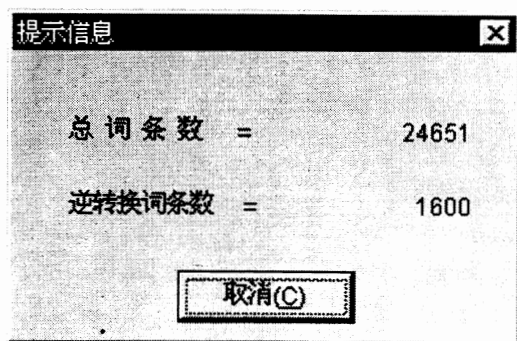 提示信息
总词条数 = 24651
逆转换词条数 = 1600
取消(C)